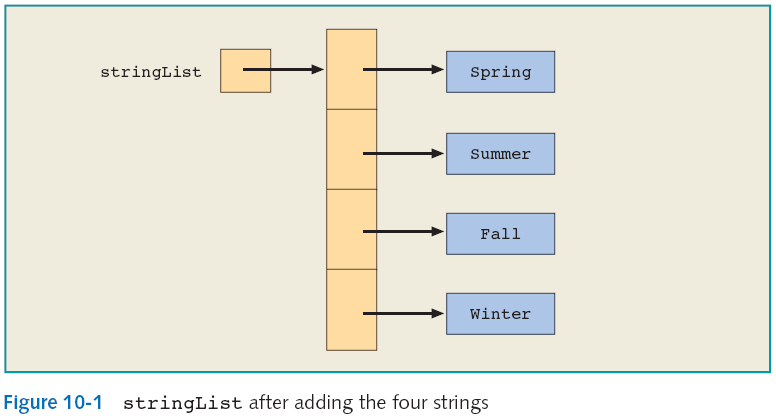 stringList
Spring
Summer
Fall
Winter
Figure 10-1 stringList after adding the four strings